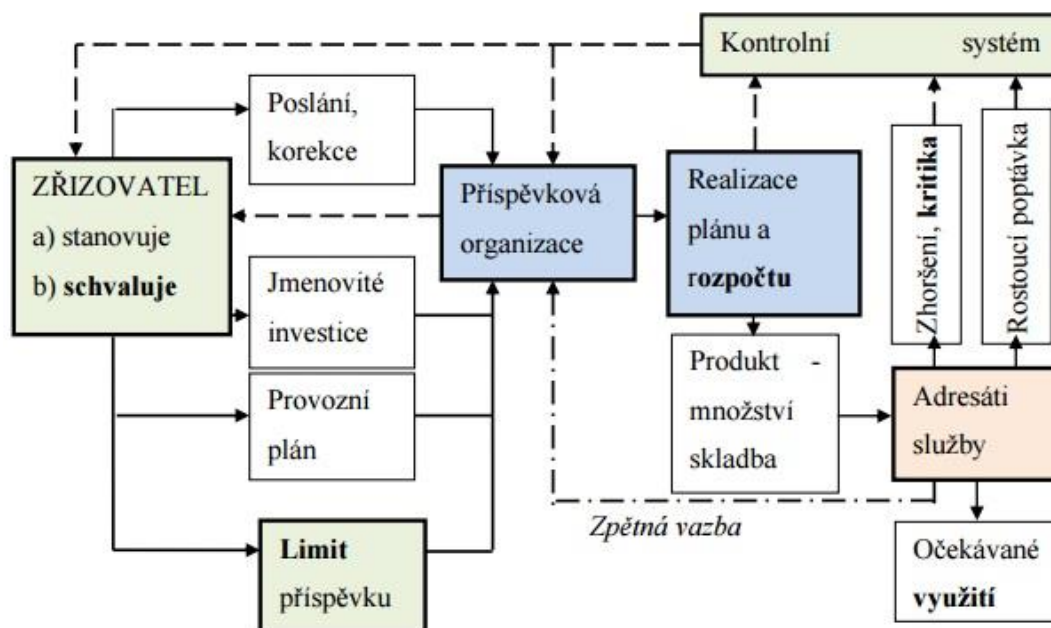 Kontrolní systém
Poslání,
korekce
ZŘIZOVATEL
a) stanovuje
b) schvaluje
Příspěvková
organizace
Realizace
plánu a
rozpočtu
Zhoršení, kritika
Rostoucí poptávka
Jmenovité
investice
Provozní
plán
Produkt -
množství
skladba
Adresáti
služby
Zpětná vazba
Limit
příspěvku
Očekávané
využití